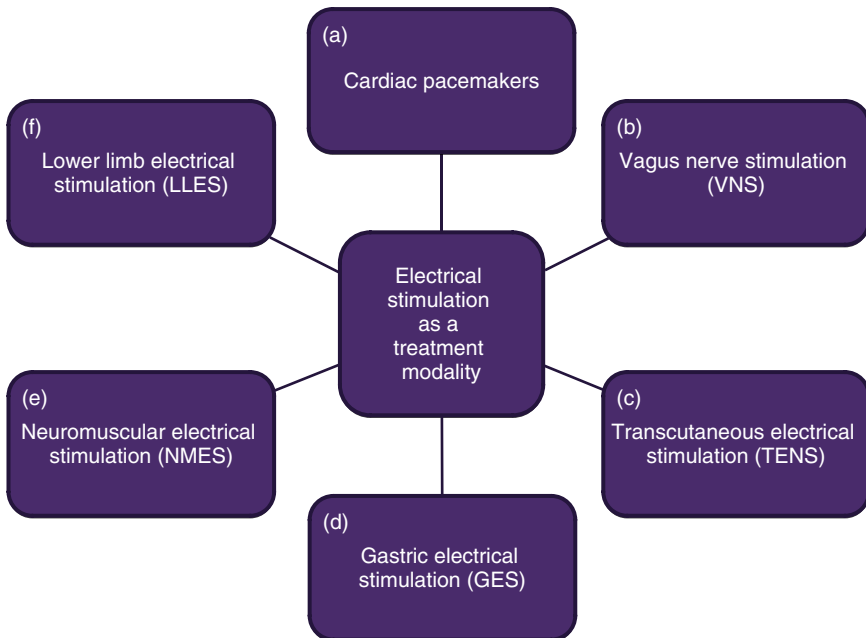 (a)
Cardiac pacemakers
(b)
Vagus nerve stimulation
(VNS)
(c)
Transcutaneous electrical
stimulation (TENS)
(d)
Gastric electrical
stimulation (GES)
(e)
Neuromuscular electrical
stimulation (NMES)
(f)
Lower limb electrical
stimulation (LLES)
Electrical
stimulation
as a
treatment
modality